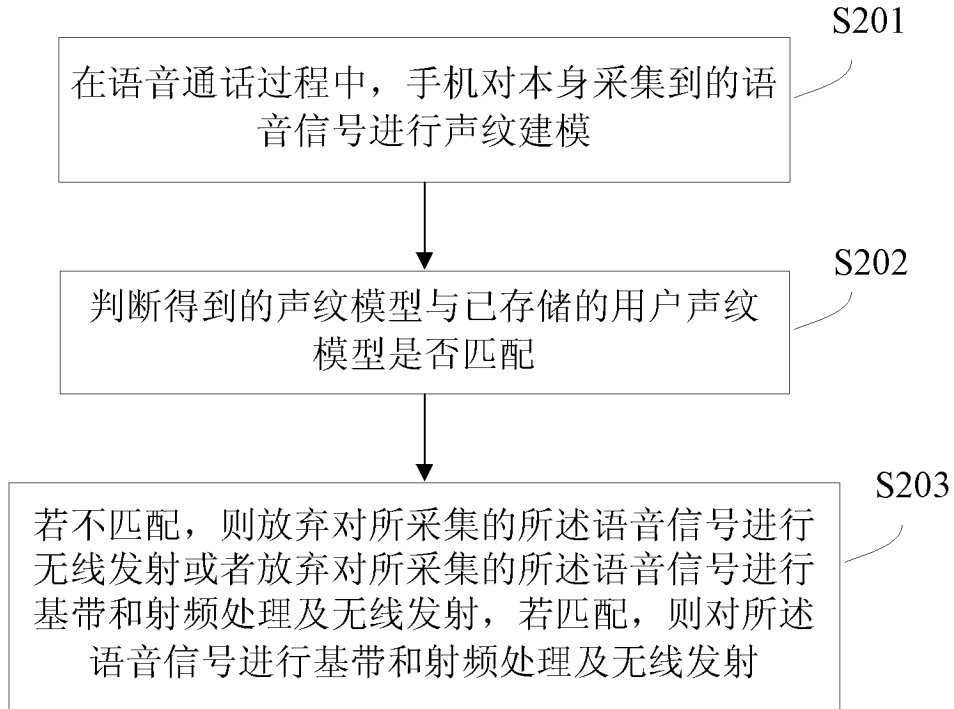 S201
在语音通话过程中，手机对本身采集到的语
音信号进行声纹建模
S202
判断得到的声纹模型与已存储的用户声纹
模型是否匹配
S203
若不匹配，则放弃对所采集的所述语音信号进行
无线发射或者放弃对所采集的所述语音信号进行
基带和射频处理及无线发射，若匹配，则对所述
语音信号进行基带和射频处理及无线发射